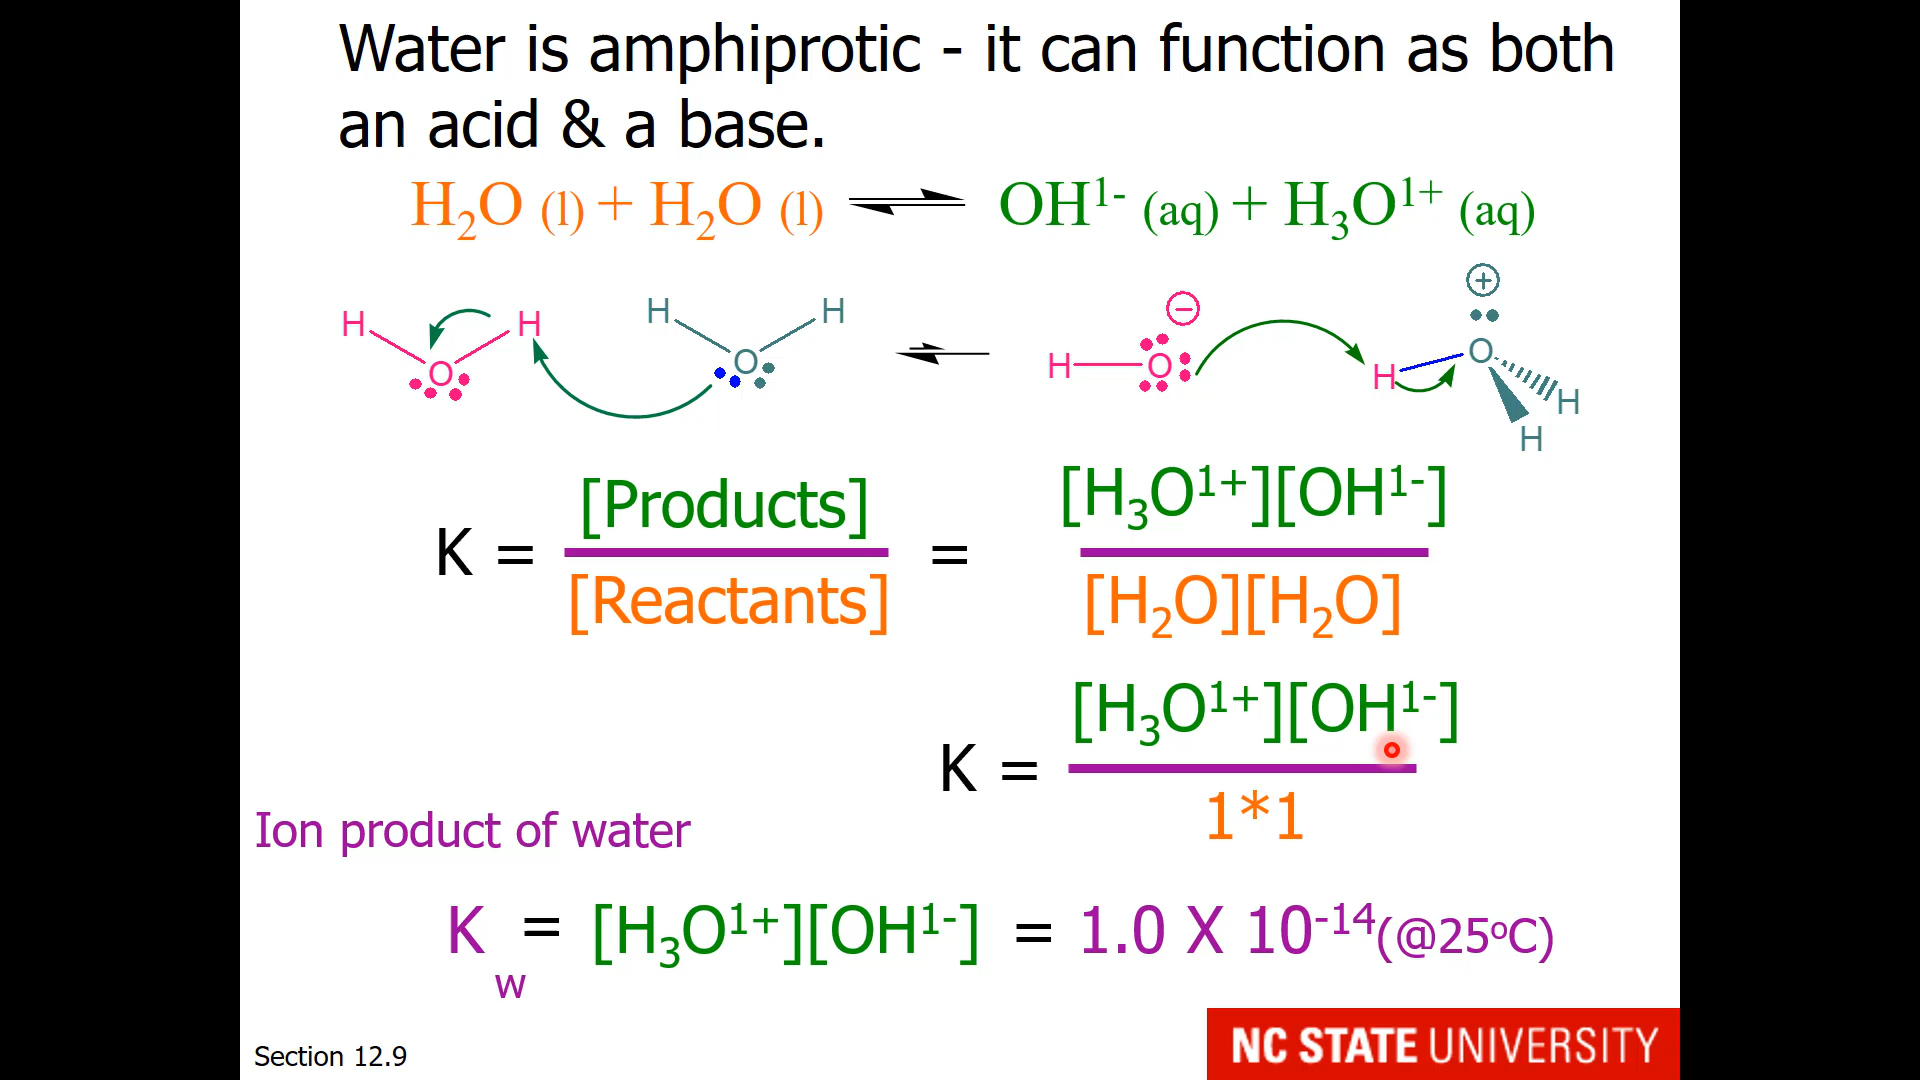 Water is amphiprotic - it can function as both
an acid & a base.
H₂O (l) + H₂O (l) ⇌ OH¹⁻ (aq) + H₃O¹⁺ (aq)
H H O H H O H O ⊖ H O ⊕ H H
K = [Products] / [Reactants] = [H₃O¹⁺][OH¹⁻] / [H₂O][H₂O]
K = [H₃O¹⁺][OH¹⁻] / 1*1
Ion product of water
K_w = [H₃O¹⁺][OH¹⁻] = 1.0 X 10⁻¹⁴(@25ºC)
Section 12.9
NC STATE UNIVERSITY